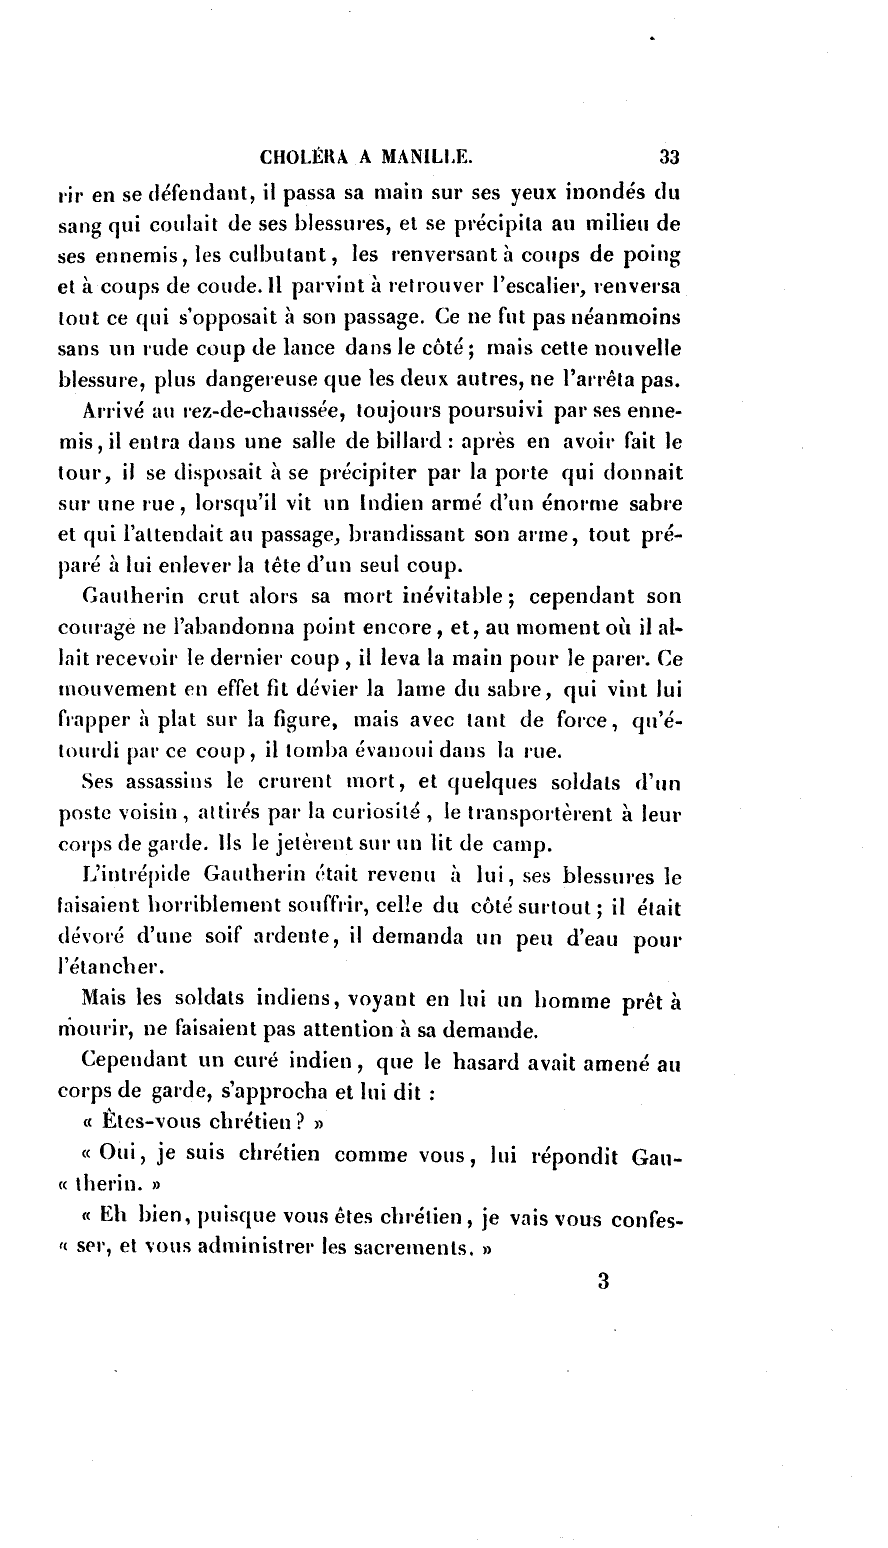 CHOLÉRA A MANILLE. 33
rir en se défendant, il passa sa main sur ses yeux inondés du
sang qui coulait de ses blessures, et se précipita au milieu de
ses ennemis, les culbutant, les renversant à coups de poing
et à coups de coude. Il parvint à retrouver l'escalier, renversa
tout ce qui s'opposait à son passage. Ce ne fut pas néanmoins
sans un rude coup de lance dans le côté; mais cette nouvelle
blessure, plus dangereuse que les deux autres, ne l'arrêta pas.
Arrivé au rez-de-chaussée, toujours poursuivi par ses enne-
mis, il entra dans une salle de billard : après en avoir fait le
tour, il se disposait à se précipiter par la porte qui donnait
sur une rue, lorsqu'il vit un Indien armé d'un énorme sabre
et qui l'attendait au passage, brandissant son arme, tout pré-
paré à lui enlever la tête d'un seul coup.
Gautherin crut alors sa mort inévitable; cependant son
courage ne l'abandonna point encore, et, au moment où il al-
lait recevoir le dernier coup, il leva la main pour le parer. Ce
mouvement en effet fit dévier la lame du sabre, qui vint lui
frapper à plat sur la figure, mais avec tant de force, qu'é-
tourdi par ce coup, il tomba évanoui dans la rue.
Ses assassins le crurent mort, et quelques soldats d'un
poste voisin, attirés par la curiosité, le transportèrent à leur
corps de garde. Ils le jetèrent sur un lit de camp.
L'intrépide Gautherin était revenu à lui, ses blessures le
faisaient horriblement souffrir, celle du côté surtout; il était
dévoré d'une soif ardente, il demanda un peu d'eau pour
l'étancher.
Mais les soldats indiens, voyant en lui un homme prêt à
mourir, ne faisaient pas attention à sa demande.
Cependant un curé indien, que le hasard avait amené au
corps de garde, s'approcha et lui dit :
« Êtes-vous chrétien? »
« Oui, je suis chrétien comme vous, lui répondit Gau-
« therin. »
« Eh bien, puisque vous êtes chrétien, je vais vous confes-
« ser, et vous administrer les sacrements. »
3